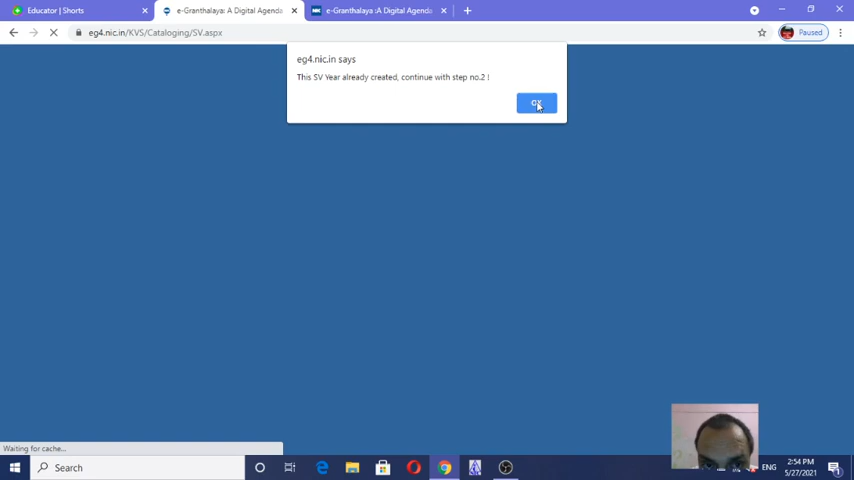 Educator | Shorts
e-Granthalaya: A Digital Agenda
e-Granthalaya :A Digital Agenda
eg4.nic.in/KVS/Cataloging/SV.aspx
Paused
eg4.nic.in says
This SV Year already created, continue with step no.2 !
OK
Waiting for cache...
Search
ENG
2:54 PM
5/27/2021